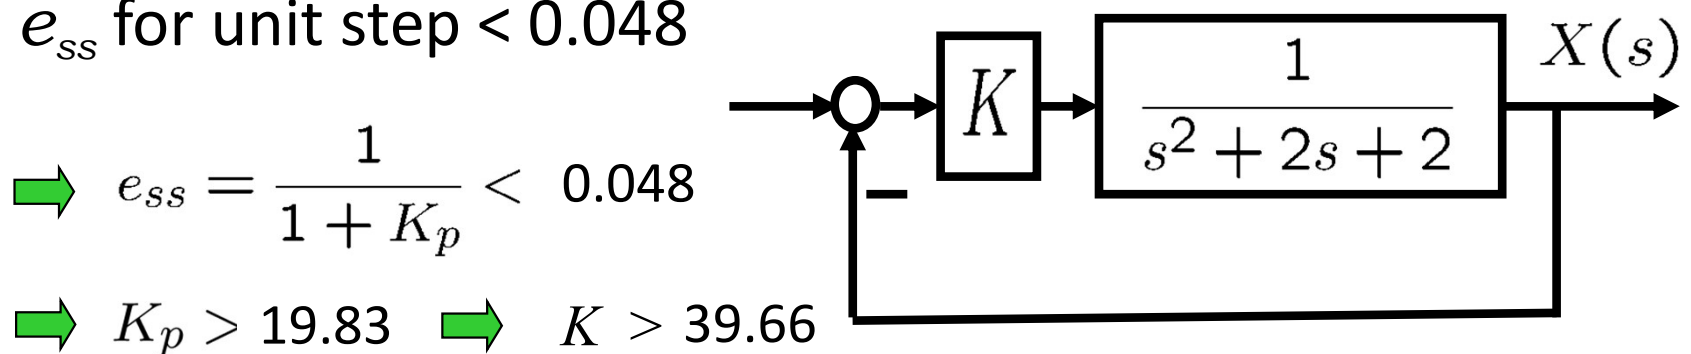 e_ss for unit step < 0.048
e_ss = 1 / (1 + K_p) < 0.048
K_p > 19.83
K > 39.66
K
1 / (s² + 2s + 2)
X(s)
−